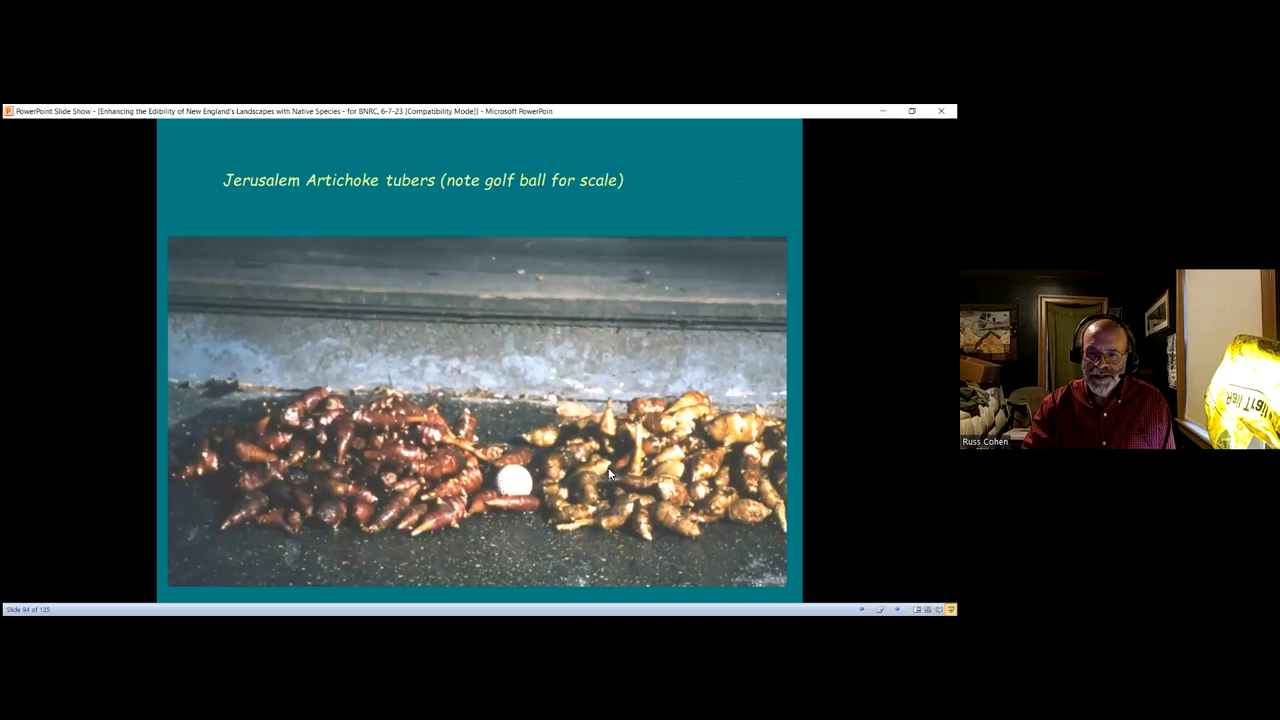 PowerPoint Slide Show - [Enhancing the Edibility of New England's Landscapes with Native Species - for BNRC, 6-7-23 [Compatibility Mode]] - Microsoft PowerPoin
Jerusalem Artichoke tubers (note golf ball for scale)
Russ Cohen
Slide 94 of 125